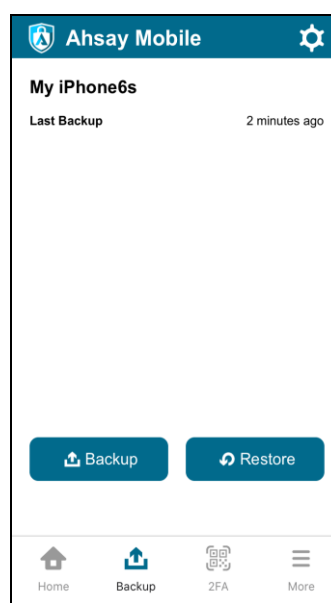 Ahsay Mobile
My iPhone6s
Last Backup 2 minutes ago
Backup Restore
Home Backup 2FA More